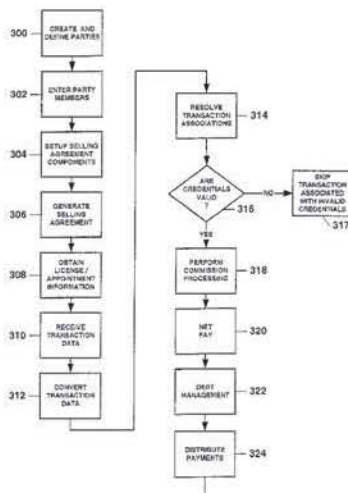 300
CREATE AND
DEFINE PARTIES
302
ENTER PARTY
MEMBERS
304
SETUP SELLING
AGREEMENT
COMPONENTS
306
GENERATE
SELLING
AGREEMENT
308
OBTAIN
LICENSE /
APPOINTMENT
INFORMATION
310
RECEIVE
TRANSACTION
DATA
312
CONVERT
TRANSACTION
DATA
RESOLVE
TRANSACTION
ASSOCIATIONS
314
ARE
CREDENTIALS
VALID
?
316
NO
SKIP
TRANSACTION
ASSOCIATED
WITH INVALID
CREDENTIALS
317
YES
PERFORM
COMMISSION
PROCESSING
318
NET
PAY
320
DEBT
MANAGEMENT
322
DISTRIBUTE
PAYMENTS
324